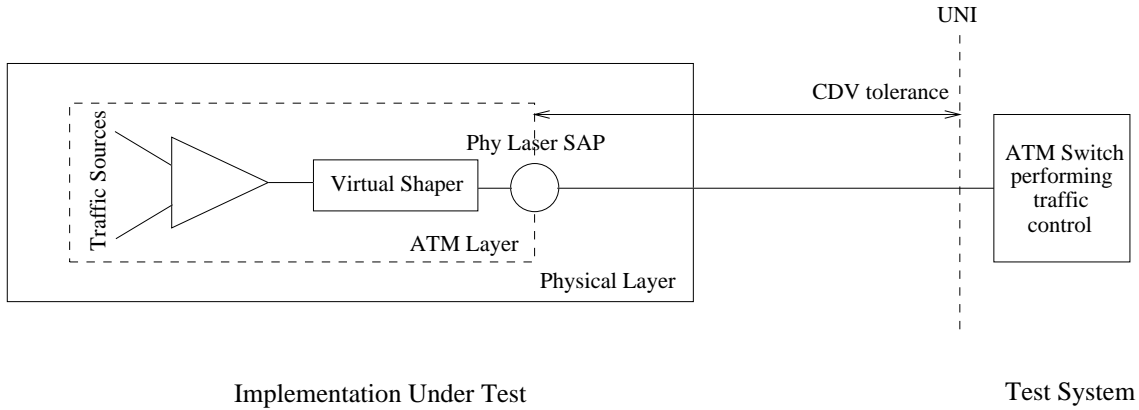 UNI
CDV tolerance
Traffic Sources
Phy Laser SAP
Virtual Shaper
ATM Layer
Physical Layer
ATM Switch
performing
traffic
control
Implementation Under Test
Test System